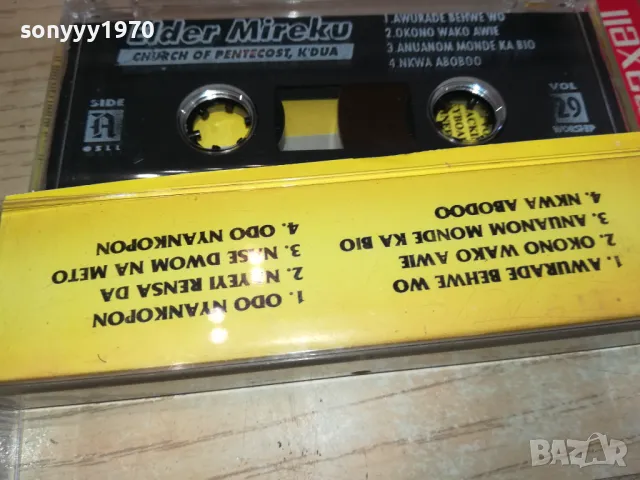 sonyyy1970
Elder Mireku
CHURCH OF PENTECOST, K'DUA
1.AWURADE BEHWE WO
2.OKONO WAKO AWIE
3.ANUANOM MONDE KA BIO
4.NKWA ABOBOO
SIDE
A
VOL
29
WORSHIP
1. AWURADE BEHWE WO
2. OKONO WAKO AWIE
3. ANUANOM MONDE KA BIO
4. NKWA ABODOO
1. ODO NYANKOPON
2. NEYEYI RENSA DA
3. NASE DWOM NA METO
4. ODO NYANKOPON
BAZAR